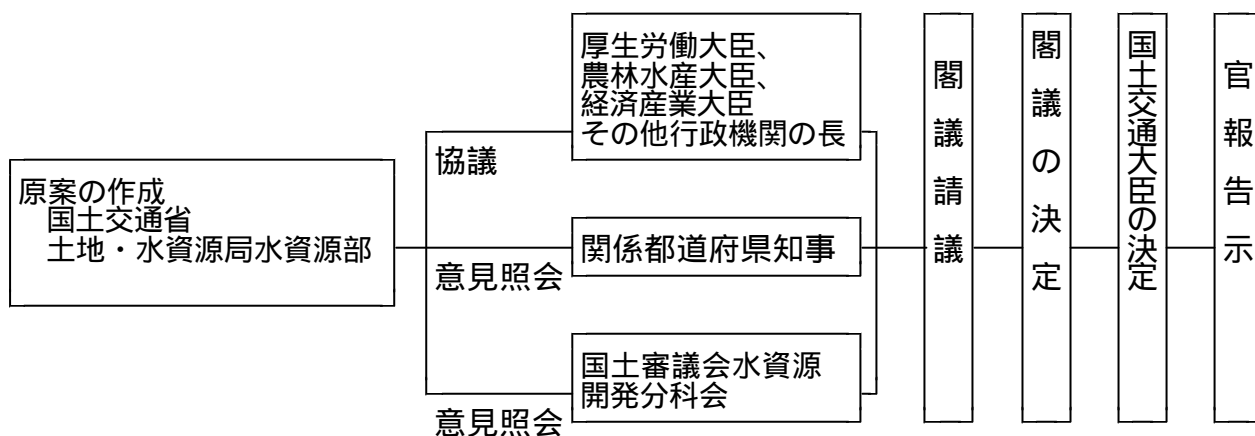 原案の作成
国土交通省
土地・水資源局水資源部
協議
厚生労働大臣、
農林水産大臣、
経済産業大臣
その他行政機関の長
意見照会
関係都道府県知事
意見照会
国土審議会水資源
開発分科会
閣議請議
閣議の決定
国土交通大臣の決定
官報告示